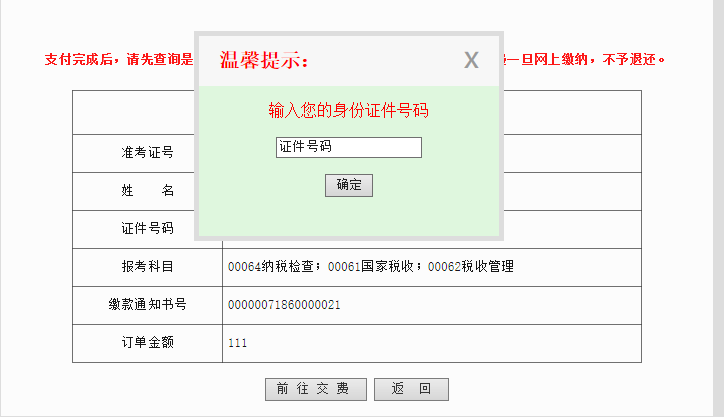 支付完成后，请先查询是
一旦网上缴纳，不予退还。
温馨提示：
X
输入您的身份证件号码
证件号码
确定
准考证号
姓 名
证件号码
报考科目 00064纳税检查；00061国家税收；00062税收管理
缴款通知书号 00000071860000021
订单金额 111
前 往 交 费 返 回